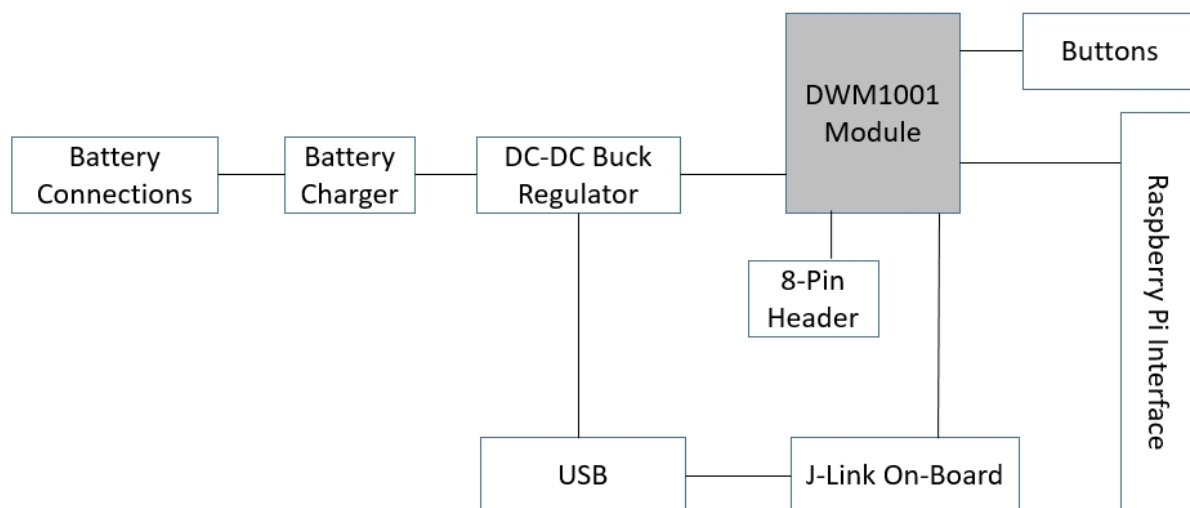 DWM1001
Module
Buttons
Battery
Connections
Battery
Charger
DC-DC Buck
Regulator
8-Pin
Header
Raspberry Pi Interface
USB
J-Link On-Board